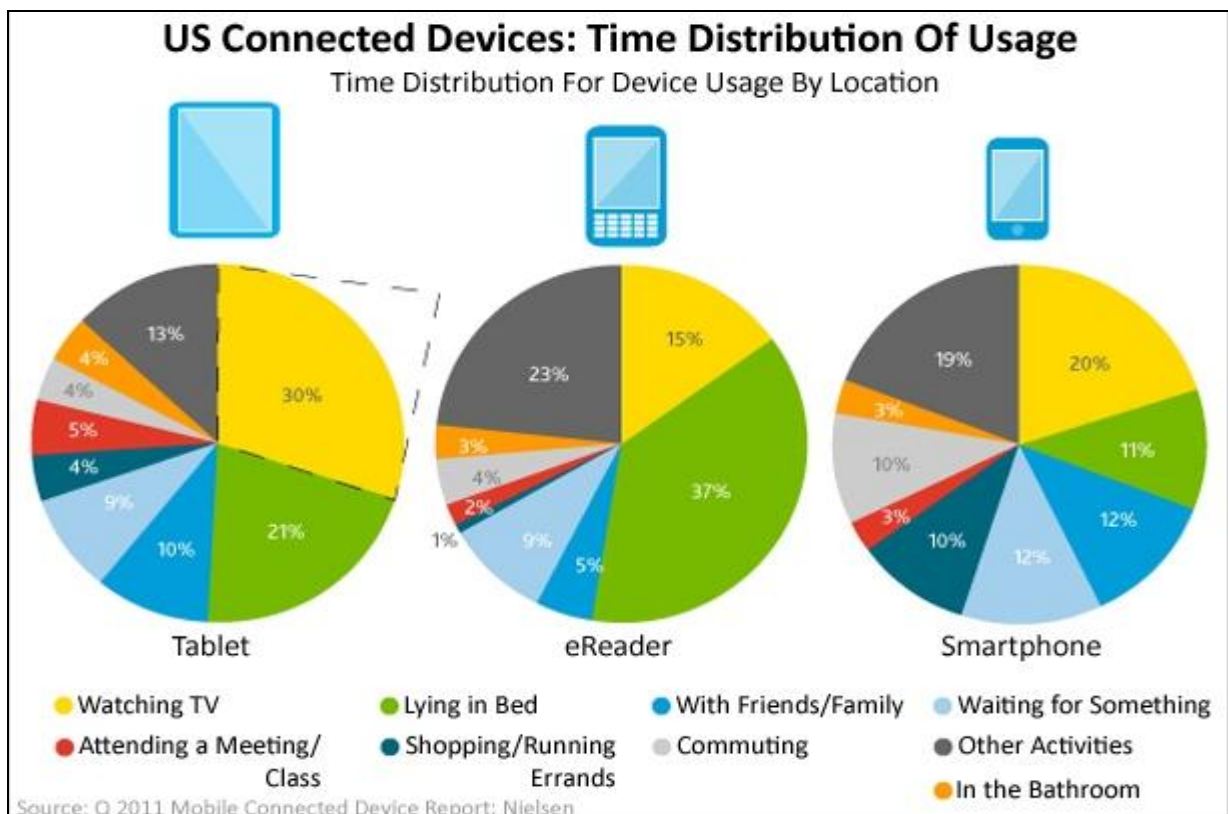 US Connected Devices: Time Distribution Of Usage
Time Distribution For Device Usage By Location
13%
4%
4%
5%
4%
9%
10%
21%
30%
Tablet
23%
3%
4%
2%
1%
9%
5%
37%
15%
eReader
19%
3%
10%
3%
10%
12%
12%
11%
20%
Smartphone
Watching TV
Lying in Bed
With Friends/Family
Waiting for Something
Attending a Meeting/
Class
Shopping/Running
Errands
Commuting
Other Activities
In the Bathroom
Source: Q 2011 Mobile Connected Device Report; Nielsen